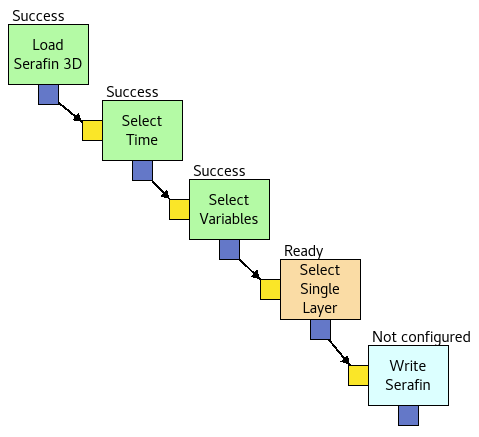 Success
Load
Serafin 3D
Success
Select
Time
Success
Select
Variables
Ready
Select
Single
Layer
Not configured
Write
Serafin